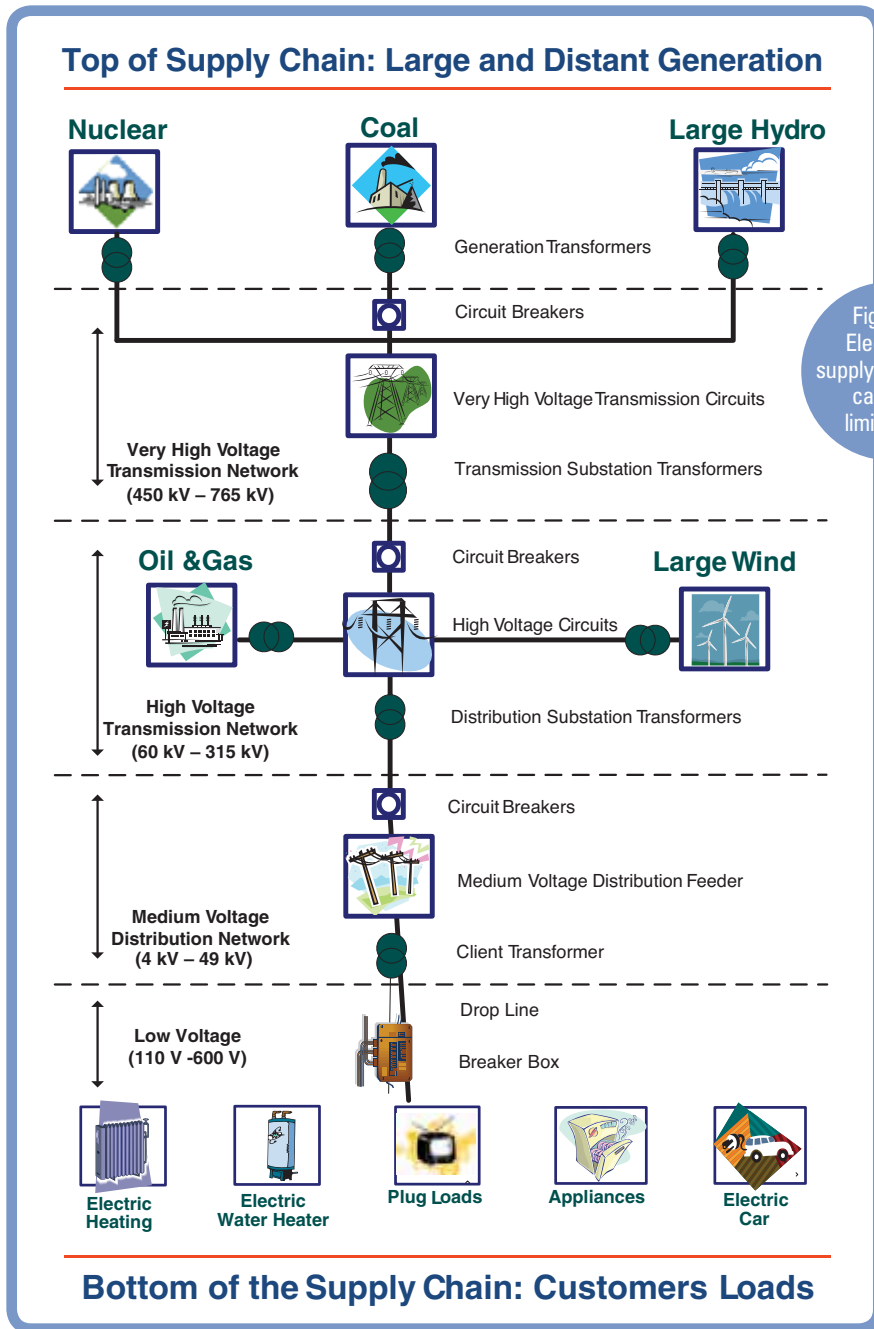 Top of Supply Chain: Large and Distant Generation
Nuclear
Coal
Large Hydro
Generation Transformers
Circuit Breakers
Very High Voltage Transmission Circuits
Very High Voltage
Transmission Network
(450 kV – 765 kV)
Transmission Substation Transformers
Oil &Gas
Circuit Breakers
Large Wind
High Voltage Circuits
High Voltage
Transmission Network
(60 kV – 315 kV)
Distribution Substation Transformers
Circuit Breakers
Medium Voltage Distribution Feeder
Medium Voltage
Distribution Network
(4 kV – 49 kV)
Client Transformer
Drop Line
Low Voltage
(110 V -600 V)
Breaker Box
Electric
Heating
Electric
Water Heater
Plug Loads
Appliances
Electric
Car
Bottom of the Supply Chain: Customers Loads
supply